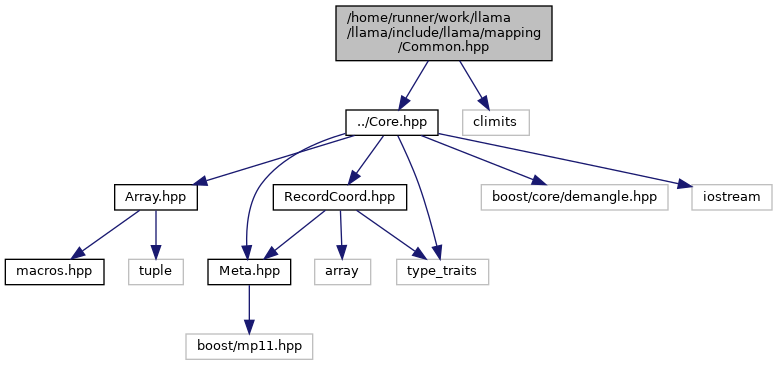 /home/runner/work/llama
/llama/include/llama/mapping
/Common.hpp
../Core.hpp
climits
Array.hpp
RecordCoord.hpp
boost/core/demangle.hpp
iostream
macros.hpp
tuple
Meta.hpp
array
type_traits
boost/mp11.hpp